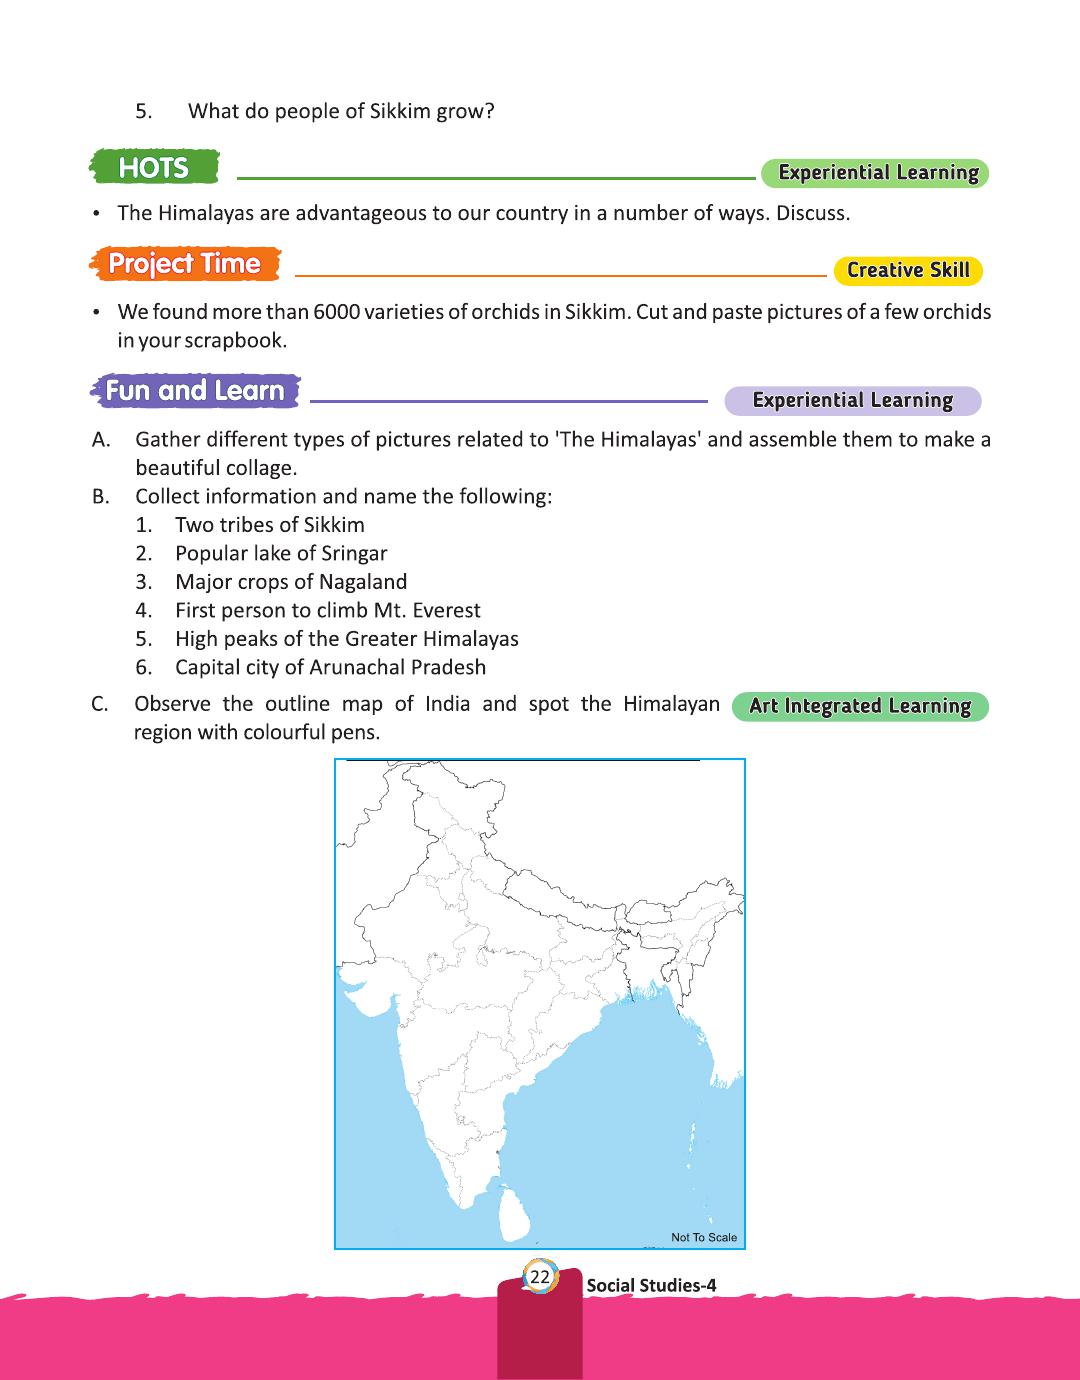 5. What do people of Sikkim grow?
HOTS
Experiential Learning
• The Himalayas are advantageous to our country in a number of ways. Discuss.
Project Time
Creative Skill
• We found more than 6000 varieties of orchids in Sikkim. Cut and paste pictures of a few orchids
in your scrapbook.
Fun and Learn
Experiential Learning
A. Gather different types of pictures related to 'The Himalayas' and assemble them to make a
beautiful collage.
B. Collect information and name the following:
1. Two tribes of Sikkim
2. Popular lake of Sringar
3. Major crops of Nagaland
4. First person to climb Mt. Everest
5. High peaks of the Greater Himalayas
6. Capital city of Arunachal Pradesh
C. Observe the outline map of India and spot the Himalayan
Art Integrated Learning
region with colourful pens.
Not To Scale
22
Social Studies-4